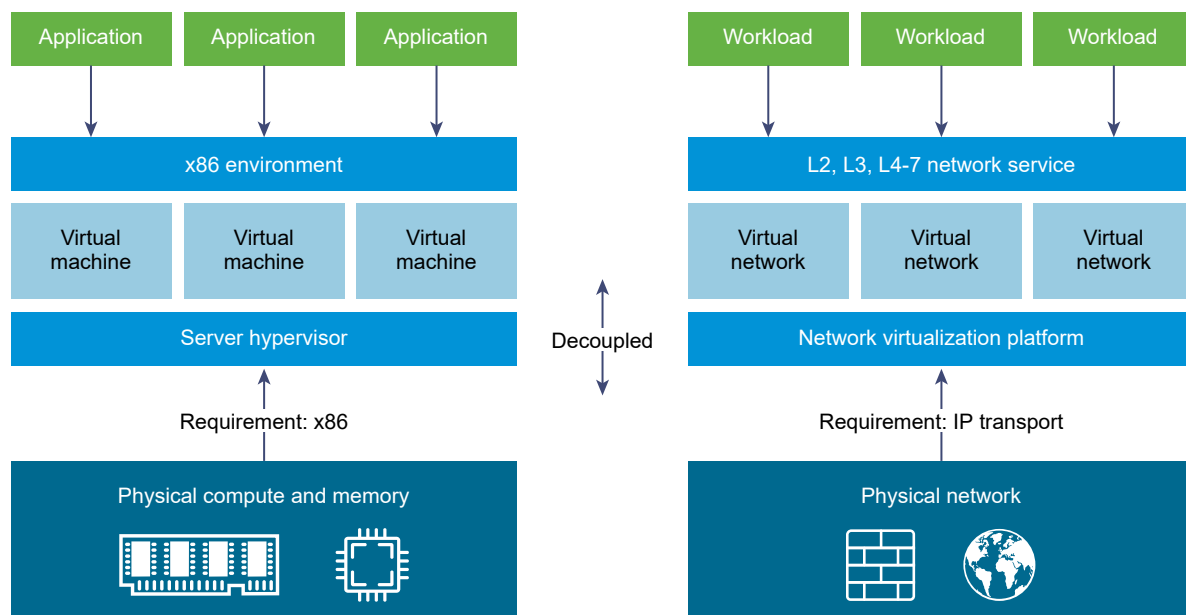 Application
Application
Application
x86 environment
Virtual
machine
Virtual
machine
Virtual
machine
Server hypervisor
Requirement: x86
Physical compute and memory
Decoupled
Workload
Workload
Workload
L2, L3, L4-7 network service
Virtual
network
Virtual
network
Virtual
network
Network virtualization platform
Requirement: IP transport
Physical network